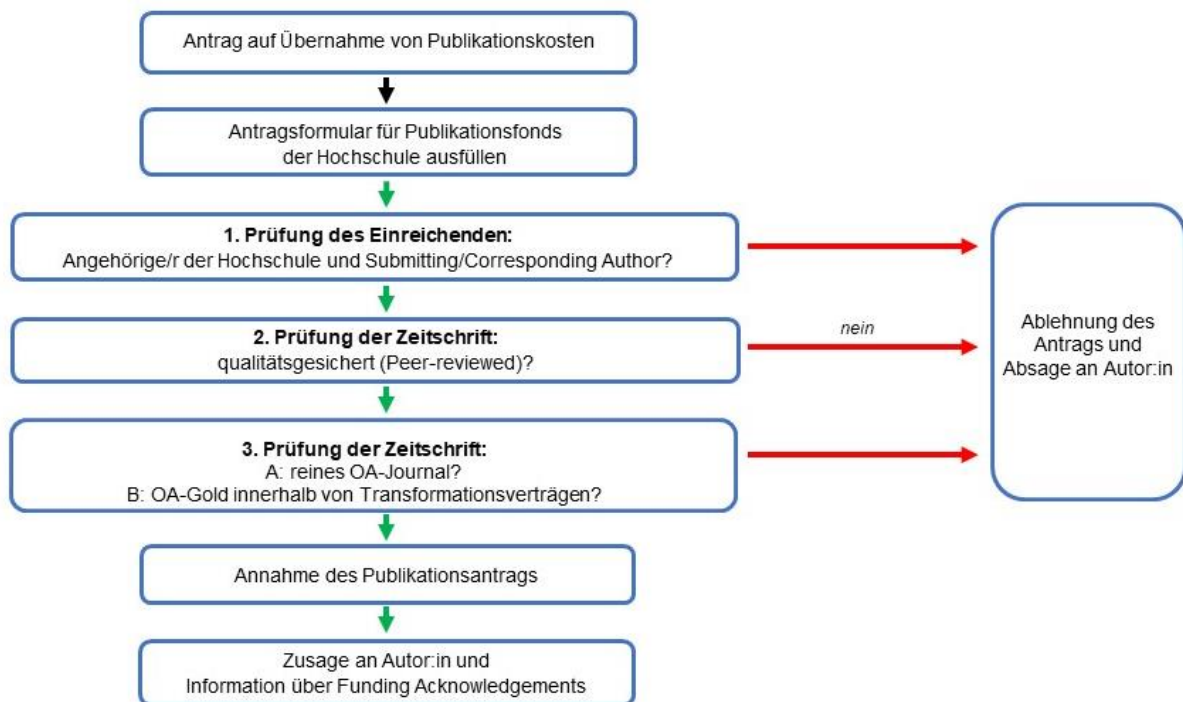 Antrag auf Übernahme von Publikationskosten
Antragsformular für Publikationsfonds
der Hochschule ausfüllen
1. Prüfung des Einreichenden:
Angehörige/r der Hochschule und Submitting/Corresponding Author?
2. Prüfung der Zeitschrift:
qualitätsgesichert (Peer-reviewed)?
nein
3. Prüfung der Zeitschrift:
A: reines OA-Journal?
B: OA-Gold innerhalb von Transformationsverträgen?
Ablehnung des
Antrags und
Absage an Autor:in
Annahme des Publikationsantrags
Zusage an Autor:in und
Information über Funding Acknowledgements